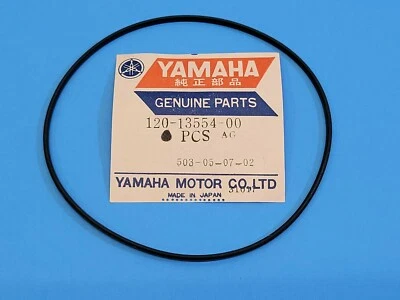 YAMAHA
純正部品
GENUINE PARTS
120-13554-00
PCS AG
503-05-07-02
YAMAHA MOTOR CO.,LTD
MADE IN JAPAN